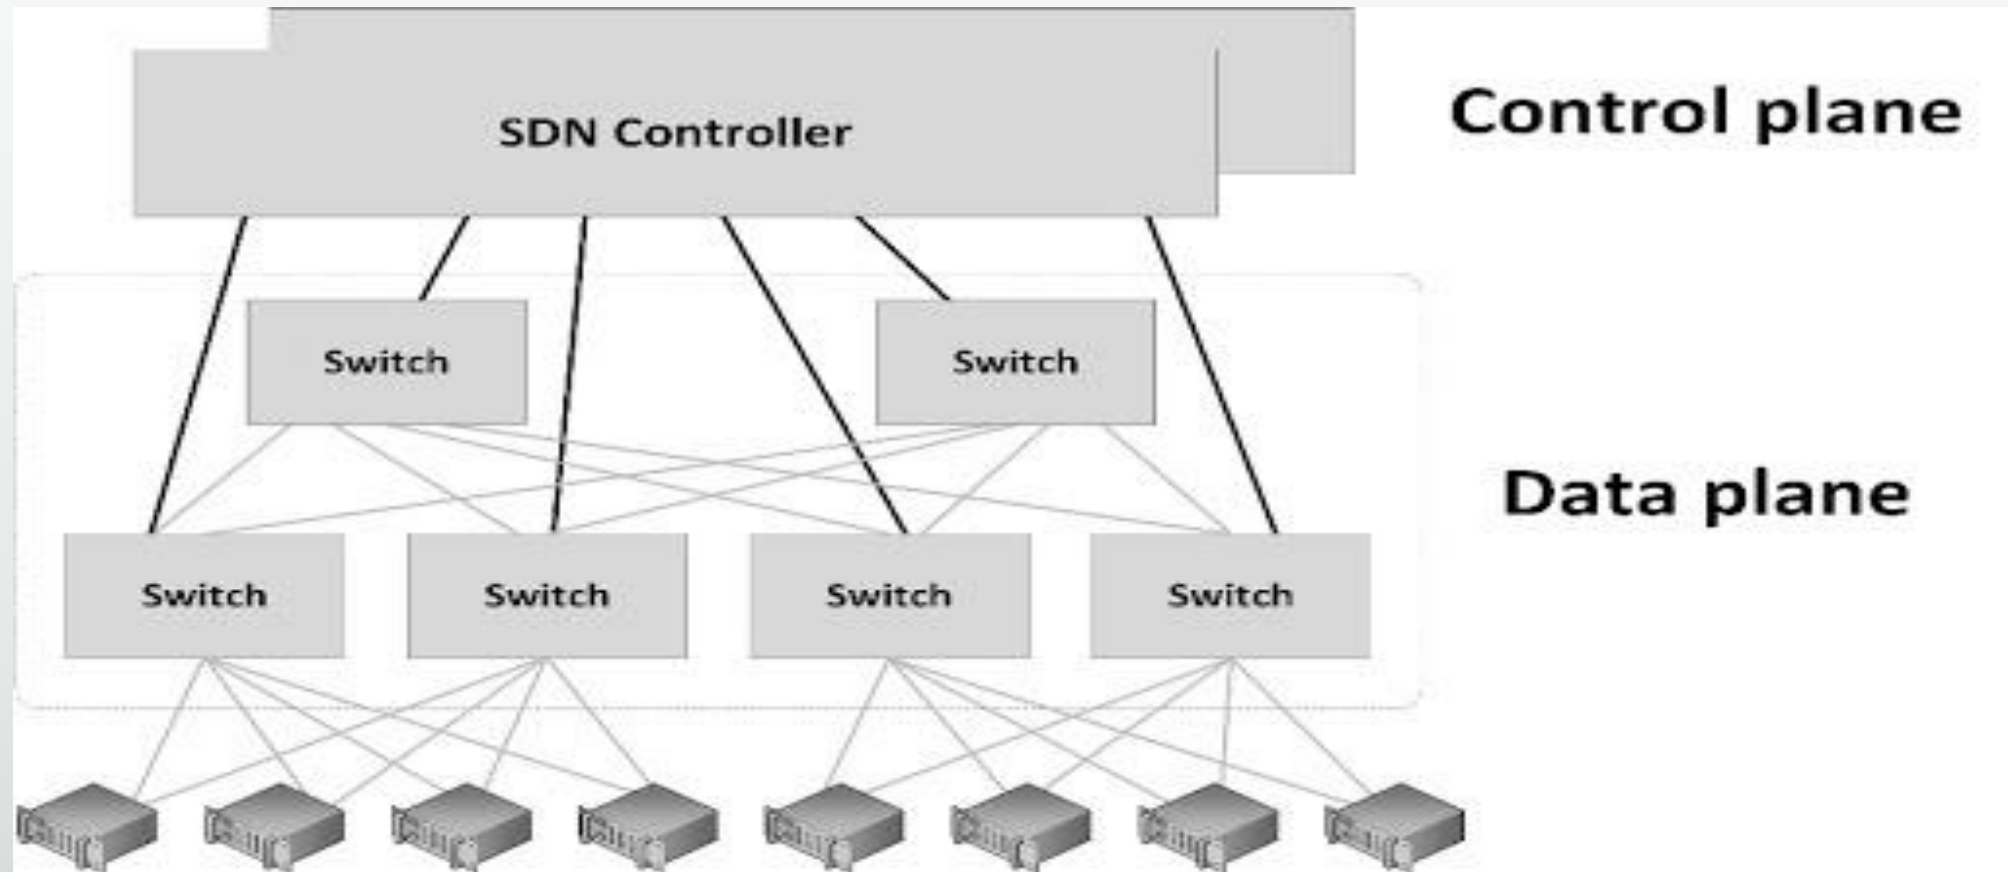 SDN Controller
Control plane
Switch
Switch
Data plane
Switch
Switch
Switch
Switch